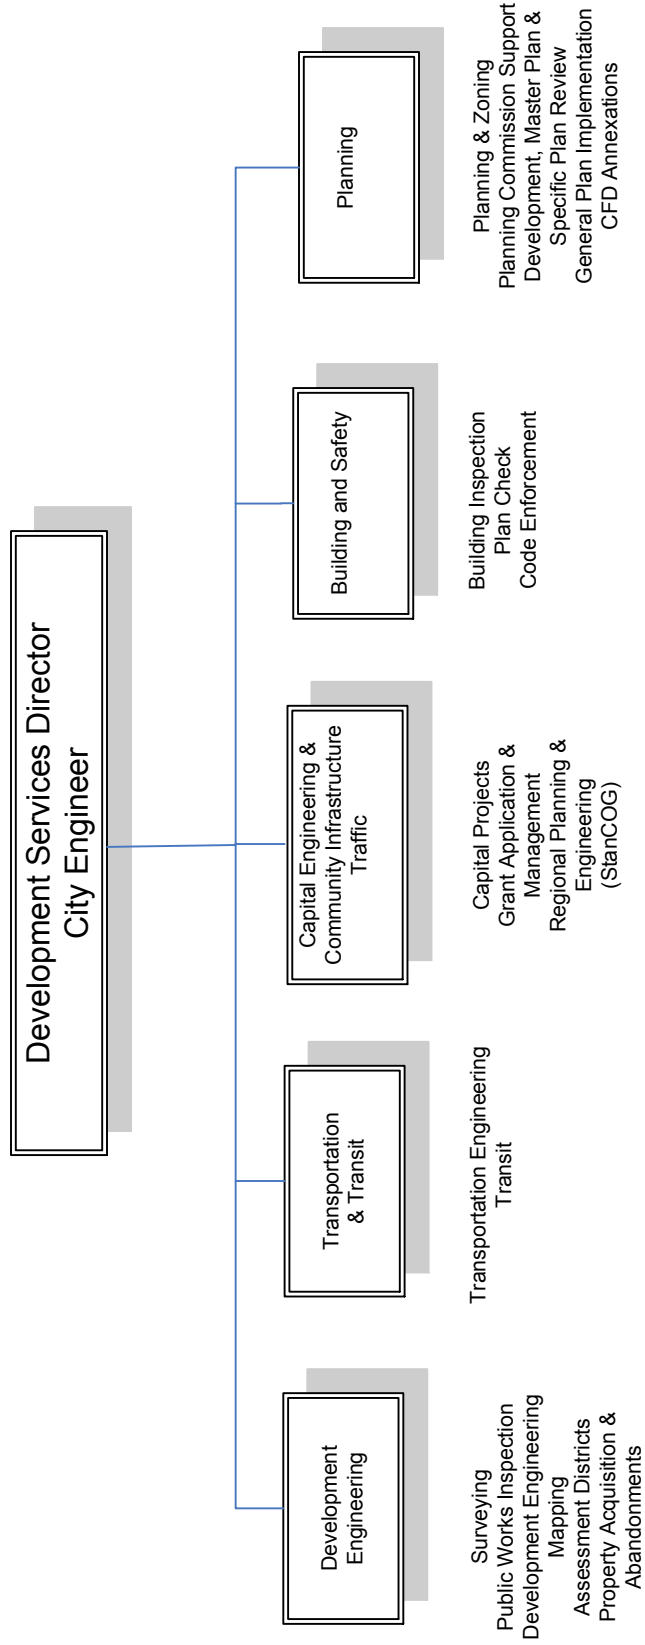 Development Services Director
City Engineer
Development
Engineering
Surveying
Public Works Inspection
Development Engineering
Mapping
Assessment Districts
Property Acquisition &
Abandonments
Transportation
& Transit
Transportation Engineering
Transit
Capital Engineering &
Community Infrastructure
Traffic
Capital Projects
Grant Application &
Management
Regional Planning &
Engineering
(StanCOG)
Building and Safety
Building Inspection
Plan Check
Code Enforcement
Planning
Planning & Zoning
Planning Commission Support
Development, Master Plan &
Specific Plan Review
General Plan Implementation
CFD Annexations